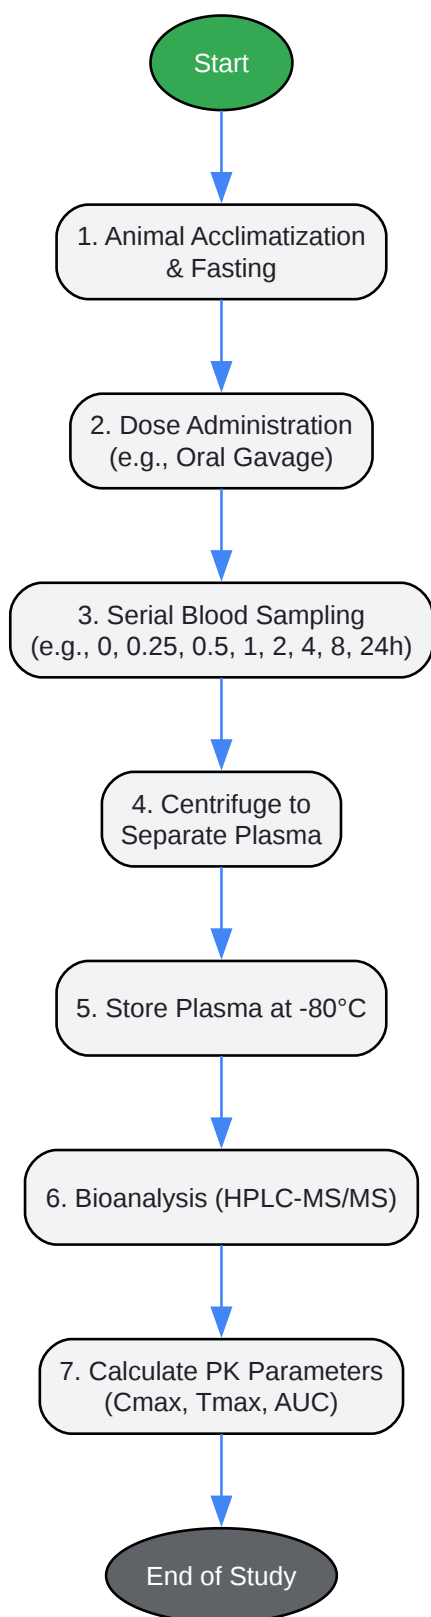 Start
1. Animal Acclimatization
& Fasting
2. Dose Administration
(e.g., Oral Gavage)
3. Serial Blood Sampling
(e.g., 0, 0.25, 0.5, 1, 2, 4, 8, 24h)
4. Centrifuge to
Separate Plasma
5. Store Plasma at -80°C
6. Bioanalysis (HPLC-MS/MS)
7. Calculate PK Parameters
(Cmax, Tmax, AUC)
End of Study